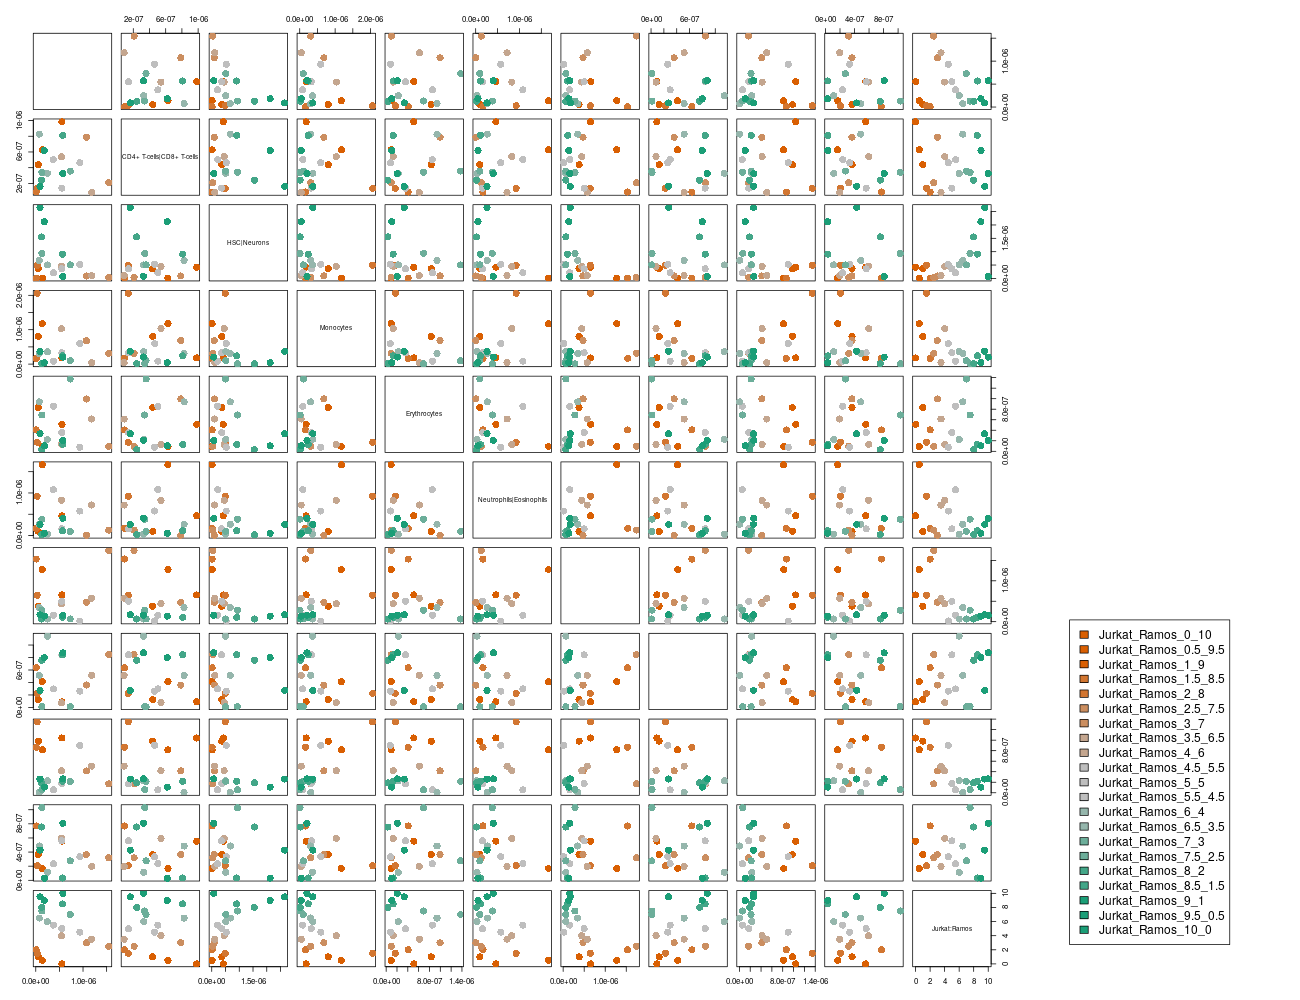 2e-07 6e-07 1e-06 0.0e+00 1.0e-06 2.0e-06 0.0e+00 1.0e-06 0e+00 6e-07 0e+00 4e-07 8e-07
0.0e+00 1.0e-06
2e-07 6e-07 1e-06
CD4+ T-cells|CD8+ T-cells
HSC|Neurons
0.0e+00 1.5e-06
0.0e+00 1.0e-06 2.0e-06
Monocytes
Erythrocytes
0.0e+00 8.0e-07
0.0e+00 1.0e-06
Neutrophils|Eosinophils
0.0e+00 1.0e-06
0e+00 6e-07
0.0e+00 8.0e-07
0e+00 4e-07 8e-07
Jurkat:Ramos
0 2 4 6 8 10
0.0e+00 1.0e-06 0.0e+00 1.5e-06 0.0e+00 8.0e-07 1.4e-06 0.0e+00 1.0e-06 0.0e+00 8.0e-07 1.4e-06 0 2 4 6 8 10
Jurkat_Ramos_0_10
Jurkat_Ramos_0.5_9.5
Jurkat_Ramos_1_9
Jurkat_Ramos_1.5_8.5
Jurkat_Ramos_2_8
Jurkat_Ramos_2.5_7.5
Jurkat_Ramos_3_7
Jurkat_Ramos_3.5_6.5
Jurkat_Ramos_4_6
Jurkat_Ramos_4.5_5.5
Jurkat_Ramos_5_5
Jurkat_Ramos_5.5_4.5
Jurkat_Ramos_6_4
Jurkat_Ramos_6.5_3.5
Jurkat_Ramos_7_3
Jurkat_Ramos_7.5_2.5
Jurkat_Ramos_8_2
Jurkat_Ramos_8.5_1.5
Jurkat_Ramos_9_1
Jurkat_Ramos_9.5_0.5
Jurkat_Ramos_10_0